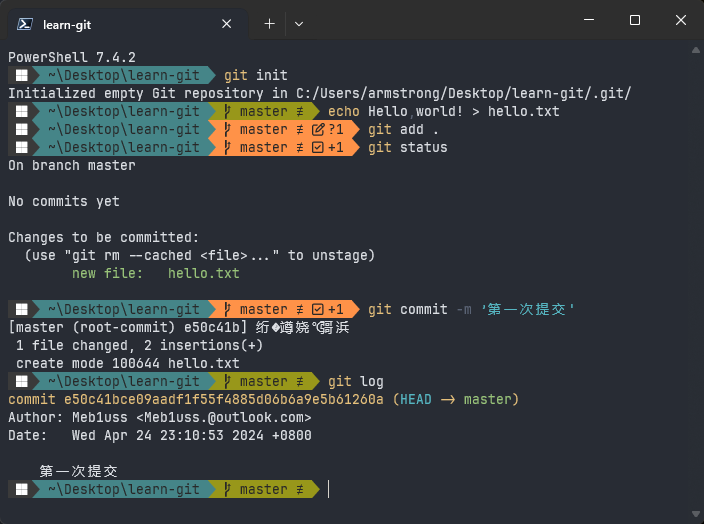 learn-git
PowerShell 7.4.2
~\Desktop\learn-git git init
Initialized empty Git repository in C:/Users/armstrong/Desktop/learn-git/.git/
~\Desktop\learn-git master ≢ echo Hello,world! > hello.txt
~\Desktop\learn-git master ≢ ?1 git add .
~\Desktop\learn-git master ≢ +1 git status
On branch master
No commits yet
Changes to be committed:
(use "git rm --cached <file>..." to unstage)
new file: hello.txt
~\Desktop\learn-git master ≢ +1 git commit -m '第一次提交'
[master (root-commit) e50c41b] 绗�竴娆℃彁浜
1 file changed, 2 insertions(+)
create mode 100644 hello.txt
~\Desktop\learn-git master ≢ git log
commit e50c41bce09aadf1f55f4885d06b6a9e5b61260a (HEAD -> master)
Author: Meb1uss <Meb1uss.@outlook.com>
Date: Wed Apr 24 23:10:53 2024 +0800
第一次提交
~\Desktop\learn-git master ≢